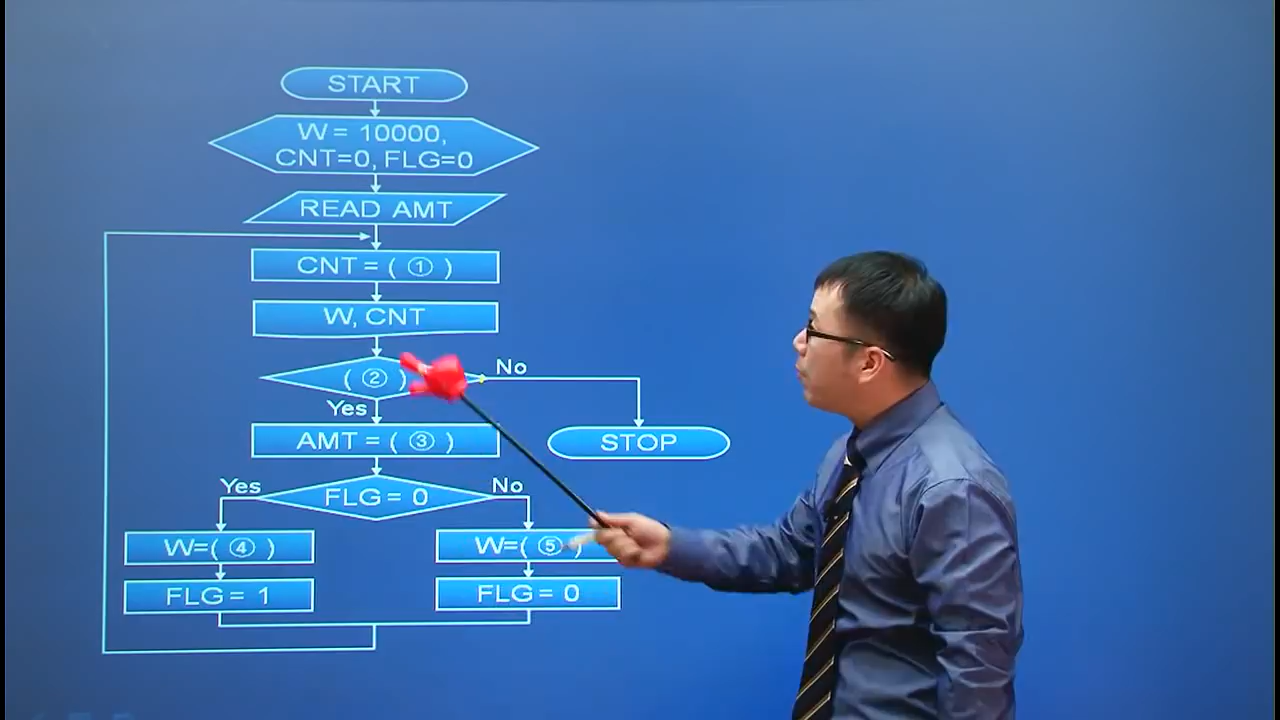 START
W = 10000,
CNT=0, FLG=0
READ AMT
CNT = ( ① )
W, CNT
( ② )
No
Yes
STOP
AMT = ( ③ )
FLG = 0
Yes
No
W=( ④ )
W=( ⑤ )
FLG = 1
FLG = 0